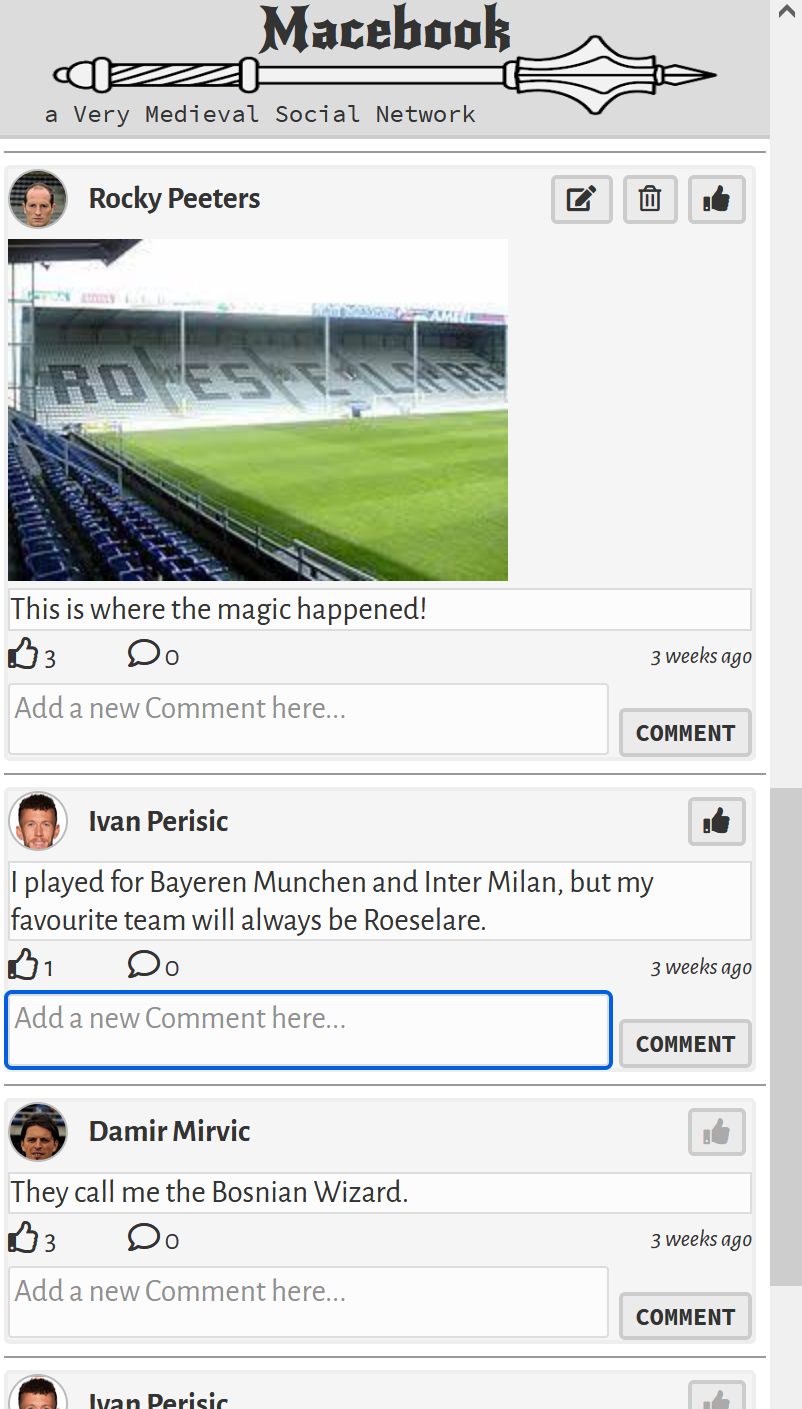 Macebook
a Very Medieval Social Network
Rocky Peeters
ROESELARE
This is where the magic happened!
3 0 3 weeks ago
Add a new Comment here...
COMMENT
Ivan Perisic
I played for Bayeren Munchen and Inter Milan, but my
favourite team will always be Roeselare.
1 0 3 weeks ago
Add a new Comment here...
COMMENT
Damir Mirvic
They call me the Bosnian Wizard.
3 0 3 weeks ago
Add a new Comment here...
COMMENT
Ivan Perisic